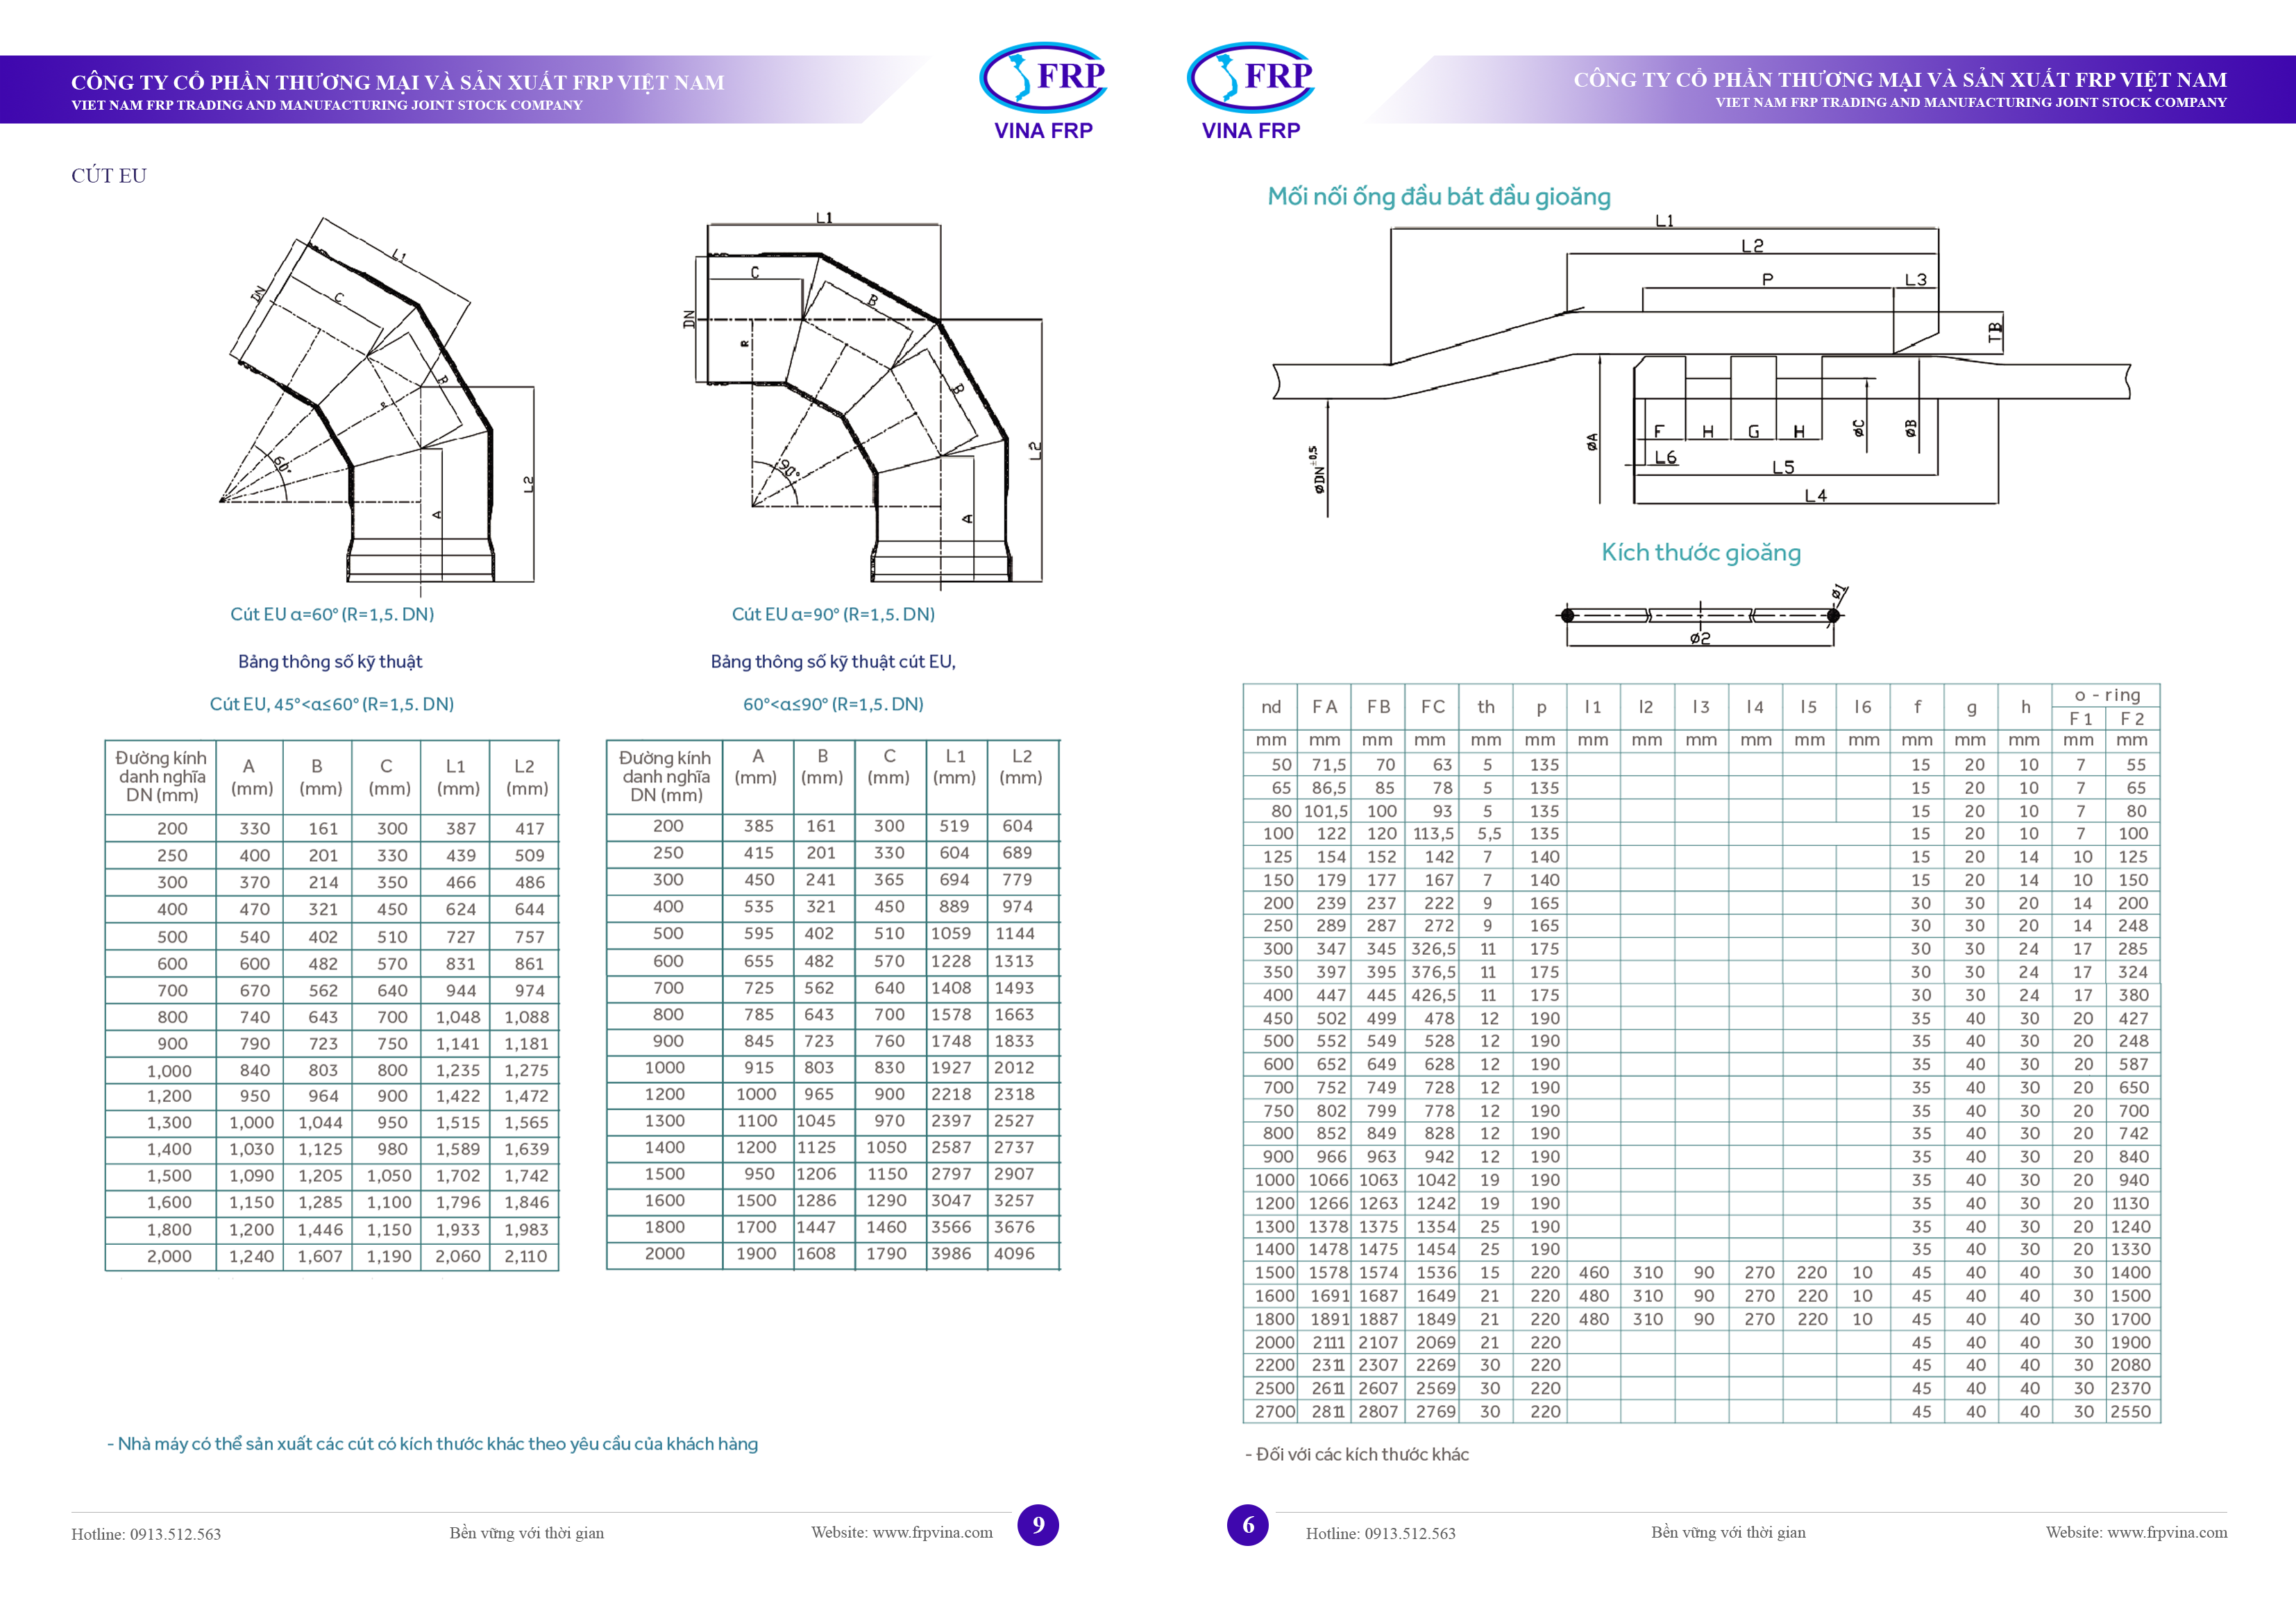 CÔNG TY CỔ PHẦN THƯƠNG MẠI VÀ SẢN XUẤT FRP VIỆT NAM
VIET NAM FRP TRADING AND MANUFACTURING JOINT STOCK COMPANY
FRP
VINA FRP
CÚT EU
L1
DN
C
B
R
60°
A
L2
L1
DN
C
B
R
B
90°
A
L2
Cút EU α=60° (R=1,5. DN)
Cút EU α=90° (R=1,5. DN)
Bảng thông số kỹ thuật
Cút EU, 45°<α≤60° (R=1,5. DN)
Bảng thông số kỹ thuật cút EU,
60°<α≤90° (R=1,5. DN)
Đường kính danh nghĩa DN (mm) A (mm) B (mm) C (mm) L1 (mm) L2 (mm)
200 330 161 300 387 417
250 400 201 330 439 509
300 370 214 350 466 486
400 470 321 450 624 644
500 540 402 510 727 757
600 600 482 570 831 861
700 670 562 640 944 974
800 740 643 700 1,048 1,088
900 790 723 750 1,141 1,181
1,000 840 803 800 1,235 1,275
1,200 950 964 900 1,422 1,472
1,300 1,000 1,044 950 1,515 1,565
1,400 1,030 1,125 980 1,589 1,639
1,500 1,090 1,205 1,050 1,702 1,742
1,600 1,150 1,285 1,100 1,796 1,846
1,800 1,200 1,446 1,150 1,933 1,983
2,000 1,240 1,607 1,190 2,060 2,110
Đường kính danh nghĩa DN (mm) A (mm) B (mm) C (mm) L1 (mm) L2 (mm)
200 385 161 300 519 604
250 415 201 330 604 689
300 450 241 365 694 779
400 535 321 450 889 974
500 595 402 510 1059 1144
600 655 482 570 1228 1313
700 725 562 640 1408 1493
800 785 643 700 1578 1663
900 845 723 760 1748 1833
1000 915 803 830 1927 2012
1200 1000 965 900 2218 2318
1300 1100 1045 970 2397 2527
1400 1200 1125 1050 2587 2737
1500 950 1206 1150 2797 2907
1600 1500 1286 1290 3047 3257
1800 1700 1447 1460 3566 3676
2000 1900 1608 1790 3986 4096
- Nhà máy có thể sản xuất các cút có kích thước khác theo yêu cầu của khách hàng
Hotline: 0913.512.563
Bền vững với thời gian
Website: www.frpvina.com
9
FRP
VINA FRP
CÔNG TY CỔ PHẦN THƯƠNG MẠI VÀ SẢN XUẤT FRP VIỆT NAM
VIET NAM FRP TRADING AND MANUFACTURING JOINT STOCK COMPANY
Mối nối ống đầu bát đầu gioăng
L1
L2
P L3
TB
F H G H
øC
øB
øA
øDN±0,5
L6
L5
L4
Kích thước gioăng
ø1
ø2
nd F A F B F C th p l 1 l 2 l 3 l 4 l 5 l 6 f g h o - ring
F 1 F 2
mm mm mm mm mm mm mm mm mm mm mm mm mm mm mm mm mm
50 71,5 70 63 5 135 15 20 10 7 55
65 86,5 85 78 5 135 15 20 10 7 65
80 101,5 100 93 5 135 15 20 10 7 80
100 122 120 113,5 5,5 135 15 20 10 7 100
125 154 152 142 7 140 15 20 14 10 125
150 179 177 167 7 140 15 20 14 10 150
200 239 237 222 9 165 30 30 20 14 200
250 289 287 272 9 165 30 30 20 14 248
300 347 345 326,5 11 175 30 30 24 17 285
350 397 395 376,5 11 175 30 30 24 17 324
400 447 445 426,5 11 175 30 30 24 17 380
450 502 499 478 12 190 35 40 30 20 427
500 552 549 528 12 190 35 40 30 20 248
600 652 649 628 12 190 35 40 30 20 587
700 752 749 728 12 190 35 40 30 20 650
750 802 799 778 12 190 35 40 30 20 700
800 852 849 828 12 190 35 40 30 20 742
900 966 963 942 12 190 35 40 30 20 840
1000 1066 1063 1042 19 190 35 40 30 20 940
1200 1266 1263 1242 19 190 35 40 30 20 1130
1300 1378 1375 1354 25 190 35 40 30 20 1240
1400 1478 1475 1454 25 190 35 40 30 20 1330
1500 1578 1574 1536 15 220 460 310 90 270 220 10 45 40 40 30 1400
1600 1691 1687 1649 21 220 480 310 90 270 220 10 45 40 40 30 1500
1800 1891 1887 1849 21 220 480 310 90 270 220 10 45 40 40 30 1700
2000 2111 2107 2069 21 220 45 40 40 30 1900
2200 2311 2307 2269 30 220 45 40 40 30 2080
2500 2611 2607 2569 30 220 45 40 40 30 2370
2700 2811 2807 2769 30 220 45 40 40 30 2550
- Đối với các kích thước khác
6
Hotline: 0913.512.563
Bền vững với thời gian
Website: www.frpvina.com